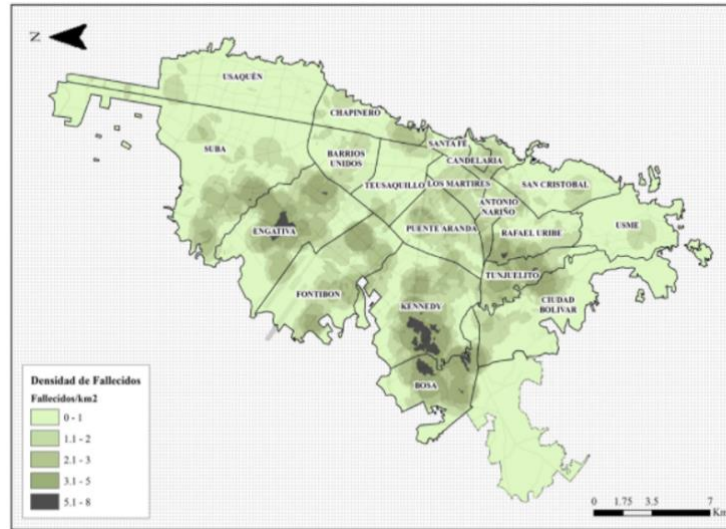 N
USAQUÉN
CHAPINERO
SUBA
BARRIOS
UNIDOS
SANTA FÉ
CANDELARIA
TEUSAQUILLO
LOS MARTIRES
SAN CRISTOBAL
ANTONIO
NARIÑO
ENGATIVA
PUENTE ARANDA
RAFAEL URIBE
USME
TUNJUELITO
FONTIBON
KENNEDY
CIUDAD
BOLIVAR
BOSA
Densidad de Fallecidos
Fallecidos/km2
0 - 1
1.1 - 2
2.1 - 3
3.1 - 5
5.1 - 8
0 1.75 3.5 7
Km